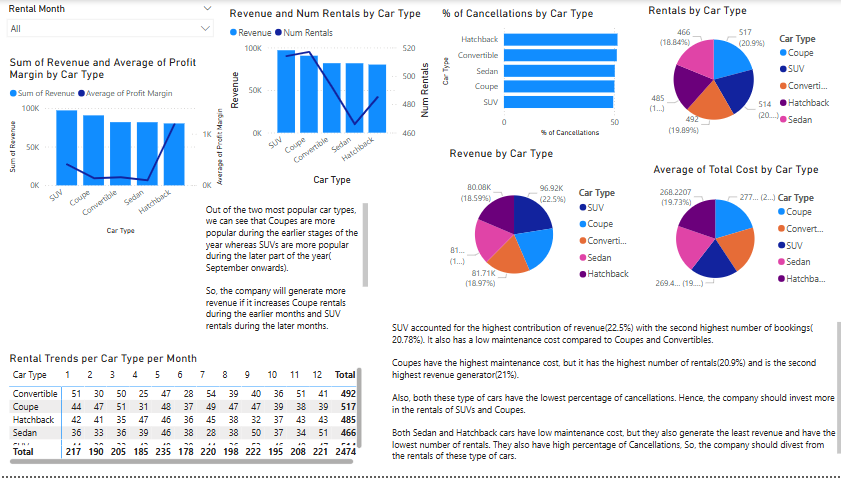 Rental Month
All
Sum of Revenue and Average of Profit
Margin by Car Type
Sum of Revenue Average of Profit Margin
100K
50K
0K
1K
0K
Sum of Revenue
Average of Profit Margin
SUV
Coupe
Convertible
Sedan
Hatchback
Car Type
Revenue and Num Rentals by Car Type
Revenue Num Rentals
100K
50K
0K
520
500
480
460
Revenue
Num Rentals
SUV
Coupe
Convertible
Sedan
Hatchback
Car Type
% of Cancellations by Car Type
Car Type
Hatchback
Convertible
Sedan
Coupe
SUV
0
50
% of Cancellations
Rentals by Car Type
466
(18.84%)
517
(20.9%)
485
(1...)
514
(20....)
492
(19.89%)
Car Type
Coupe
SUV
Converti...
Hatchback
Sedan
Revenue by Car Type
80.08K
(18.59%)
96.92K
(22.5%)
81....
(1...)
81.71K
(18.97%)
Car Type
SUV
Coupe
Converti...
Sedan
Hatchback
Average of Total Cost by Car Type
268.2207
(19.73%)
277... (2...)
269.4... (19....)
Car Type
Coupe
Convert...
SUV
Sedan
Hatchba...
Out of the two most popular car types,
we can see that Coupes are more
popular during the earlier stages of the
year whereas SUVs are more popular
during the later part of the year(
September onwards).
So, the company will generate more
revenue if it increases Coupe rentals
during the earlier months and SUV
rentals during the later months.
SUV accounted for the highest contribution of revenue(22.5%) with the second highest number of bookings(
20.78%). It also has a low maintenance cost compared to Coupes and Convertibles.
Coupes have the highest maintenance cost, but it has the highest number of rentals(20.9%) and is the second
highest revenue generator(21%).
Also, both these type of cars have the lowest percentage of cancellations. Hence, the company should invest more
in the rentals of SUVs and Coupes.
Both Sedan and Hatchback cars have low maintenance cost, but they also generate the least revenue and have the
lowest number of rentals. They also have high percentage of Cancellations, So, the company should divest from
the rentals of these type of cars.
Rental Trends per Car Type per Month
Car Type 1 2 3 4 5 6 7 8 9 10 11 12 Total
Convertible 51 30 50 25 47 28 54 39 40 36 51 41 492
Coupe 44 47 51 31 48 37 49 47 47 39 38 39 517
Hatchback 42 41 35 47 46 36 45 38 32 37 43 43 485
Sedan 36 33 36 39 46 38 28 38 50 37 34 51 466
Total 217 190 205 185 235 178 220 198 222 195 208 221 2474